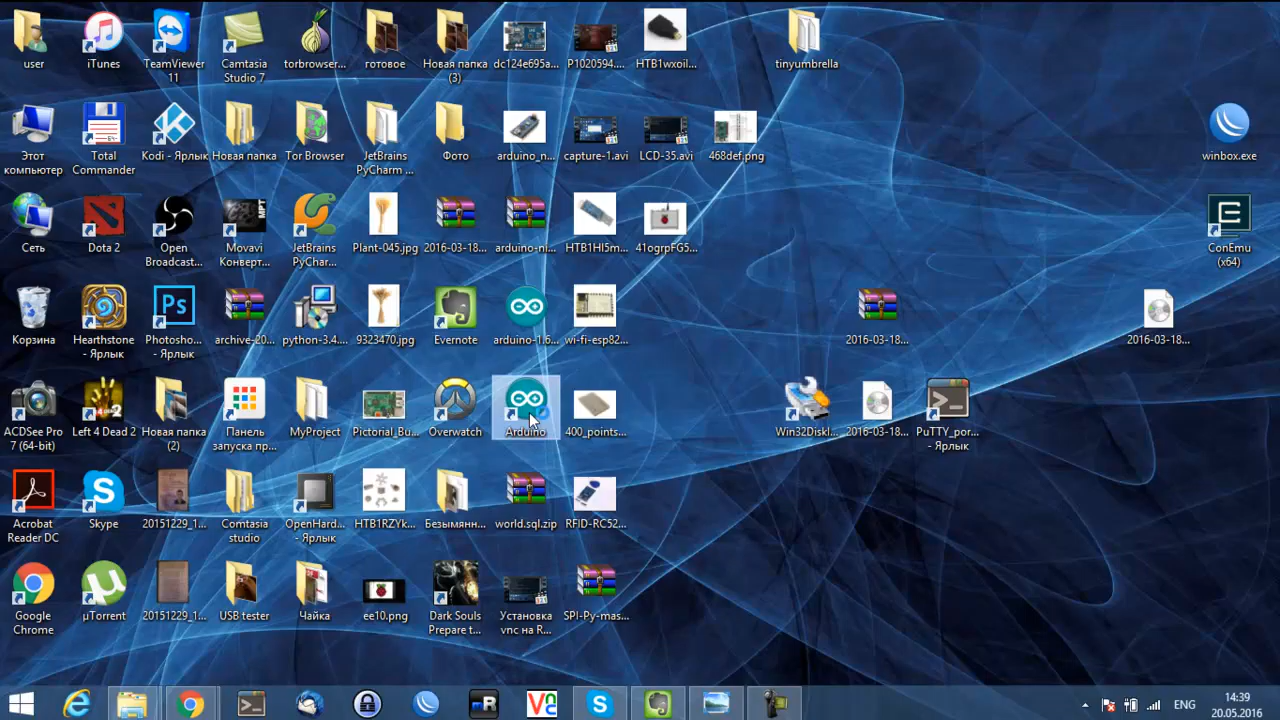 user
iTunes
TeamViewer
11
Camtasia
Studio 7
torbrowser...
готовое
Новая папка
(3)
dc124e695a...
P1020594....
HTB1wxoil...
tinyumbrella
Этот
компьютер
Total
Commander
Kodi - Ярлык
Новая папка
Tor Browser
JetBrains
PyCharm ...
Фото
arduino_n...
capture-1.avi
LCD-35.avi
468def.png
winbox.exe
Сеть
Dota 2
Open
Broadcast...
Movavi
Конверт...
JetBrains
PyChar...
Plant-045.jpg
2016-03-18...
arduino-ni...
HTB1HI5m...
41ogrpFG5...
ConEmu
(x64)
Корзина
Hearthstone
- Ярлык
Photosho...
- Ярлык
archive-20...
python-3.4....
9323470.jpg
Evernote
arduino-1.6...
wi-fi-esp82...
2016-03-18...
2016-03-18...
ACDSee Pro
7 (64-bit)
Left 4 Dead 2
Новая папка
(2)
Панель
запуска пр...
MyProject
Pictorial_Bu...
Overwatch
Arduino
400_points...
Win32DiskI...
2016-03-18...
PuTTY_por...
- Ярлык
Acrobat
Reader DC
Skype
20151229_1...
Comtasia
studio
OpenHard...
- Ярлык
HTB1RZYk...
Безымянн...
world.sql.zip
RFID-RC52...
Google
Chrome
µTorrent
20151229_1...
USB tester
Чайка
ee10.png
Dark Souls
Prepare t...
Установка
vnc на R...
SPI-Py-mas...
ENG
14:39
20.05.2016